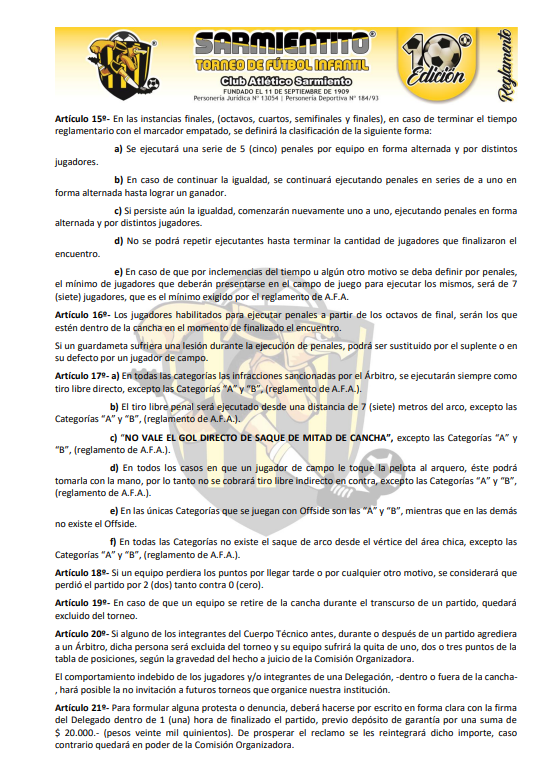 SARMIENTITO®
TORNEO DE FÚTBOL INFANTIL
Club Atlético Sarmiento
FUNDADO EL 11 DE SEPTIEMBRE DE 1909
Personería Jurídica N° 13054 | Personería Deportiva N° 184/93
10°
Edición
Reglamento
Artículo 15º- En las instancias finales, (octavos, cuartos, semifinales y finales), en caso de terminar el tiempo
reglamentario con el marcador empatado, se definirá la clasificación de la siguiente forma:
a) Se ejecutará una serie de 5 (cinco) penales por equipo en forma alternada y por distintos
jugadores.
b) En caso de continuar la igualdad, se continuará ejecutando penales en series de a uno en
forma alternada hasta lograr un ganador.
c) Si persiste aún la igualdad, comenzarán nuevamente uno a uno, ejecutando penales en forma
alternada y por distintos jugadores.
d) No se podrá repetir ejecutantes hasta terminar la cantidad de jugadores que finalizaron el
encuentro.
e) En caso de que por inclemencias del tiempo u algún otro motivo se deba definir por penales,
el mínimo de jugadores que deberán presentarse en el campo de juego para ejecutar los mismos, será de 7
(siete) jugadores, que es el mínimo exigido por el reglamento de A.F.A.
Artículo 16º- Los jugadores habilitados para ejecutar penales a partir de los octavos de final, serán los que
estén dentro de la cancha en el momento de finalizado el encuentro.
Si un guardameta sufriera una lesión durante la ejecución de penales, podrá ser sustituido por el suplente o en
su defecto por un jugador de campo.
Artículo 17º- a) En todas las categorías las infracciones sancionadas por el Árbitro, se ejecutarán siempre como
tiro libre directo, excepto las Categorías “A” y “B”, (reglamento de A.F.A.).
b) El tiro libre penal será ejecutado desde una distancia de 7 (siete) metros del arco, excepto las
Categorías “A” y “B”, (reglamento de A.F.A.).
c) “NO VALE EL GOL DIRECTO DE SAQUE DE MITAD DE CANCHA”, excepto las Categorías “A” y
“B”, (reglamento de A.F.A.).
d) En todos los casos en que un jugador de campo le toque la pelota al arquero, éste podrá
tomarla con la mano, por lo tanto no se cobrará tiro libre indirecto en contra, excepto las Categorías “A” y “B”,
(reglamento de A.F.A.).
e) En las únicas Categorías que se juegan con Offside son las “A” y “B”, mientras que en las demás
no existe el Offside.
f) En todas las Categorías no existe el saque de arco desde el vértice del área chica, excepto las
Categorías “A” y “B”, (reglamento de A.F.A.).
Artículo 18º- Si un equipo perdiera los puntos por llegar tarde o por cualquier otro motivo, se considerará que
perdió el partido por 2 (dos) tanto contra 0 (cero).
Artículo 19º- En caso de que un equipo se retire de la cancha durante el transcurso de un partido, quedará
excluido del torneo.
Artículo 20º- Si alguno de los integrantes del Cuerpo Técnico antes, durante o después de un partido agrediera
a un Árbitro, dicha persona será excluida del torneo y su equipo sufrirá la quita de uno, dos o tres puntos de la
tabla de posiciones, según la gravedad del hecho a juicio de la Comisión Organizadora.
El comportamiento indebido de los jugadores y/o integrantes de una Delegación, -dentro o fuera de la cancha-
, hará posible la no invitación a futuros torneos que organice nuestra institución.
Artículo 21º- Para formular alguna protesta o denuncia, deberá hacerse por escrito en forma clara con la firma
del Delegado dentro de 1 (una) hora de finalizado el partido, previo depósito de garantía por una suma de
$ 20.000.- (pesos veinte mil quinientos). De prosperar el reclamo se les reintegrará dicho importe, caso
contrario quedará en poder de la Comisión Organizadora.